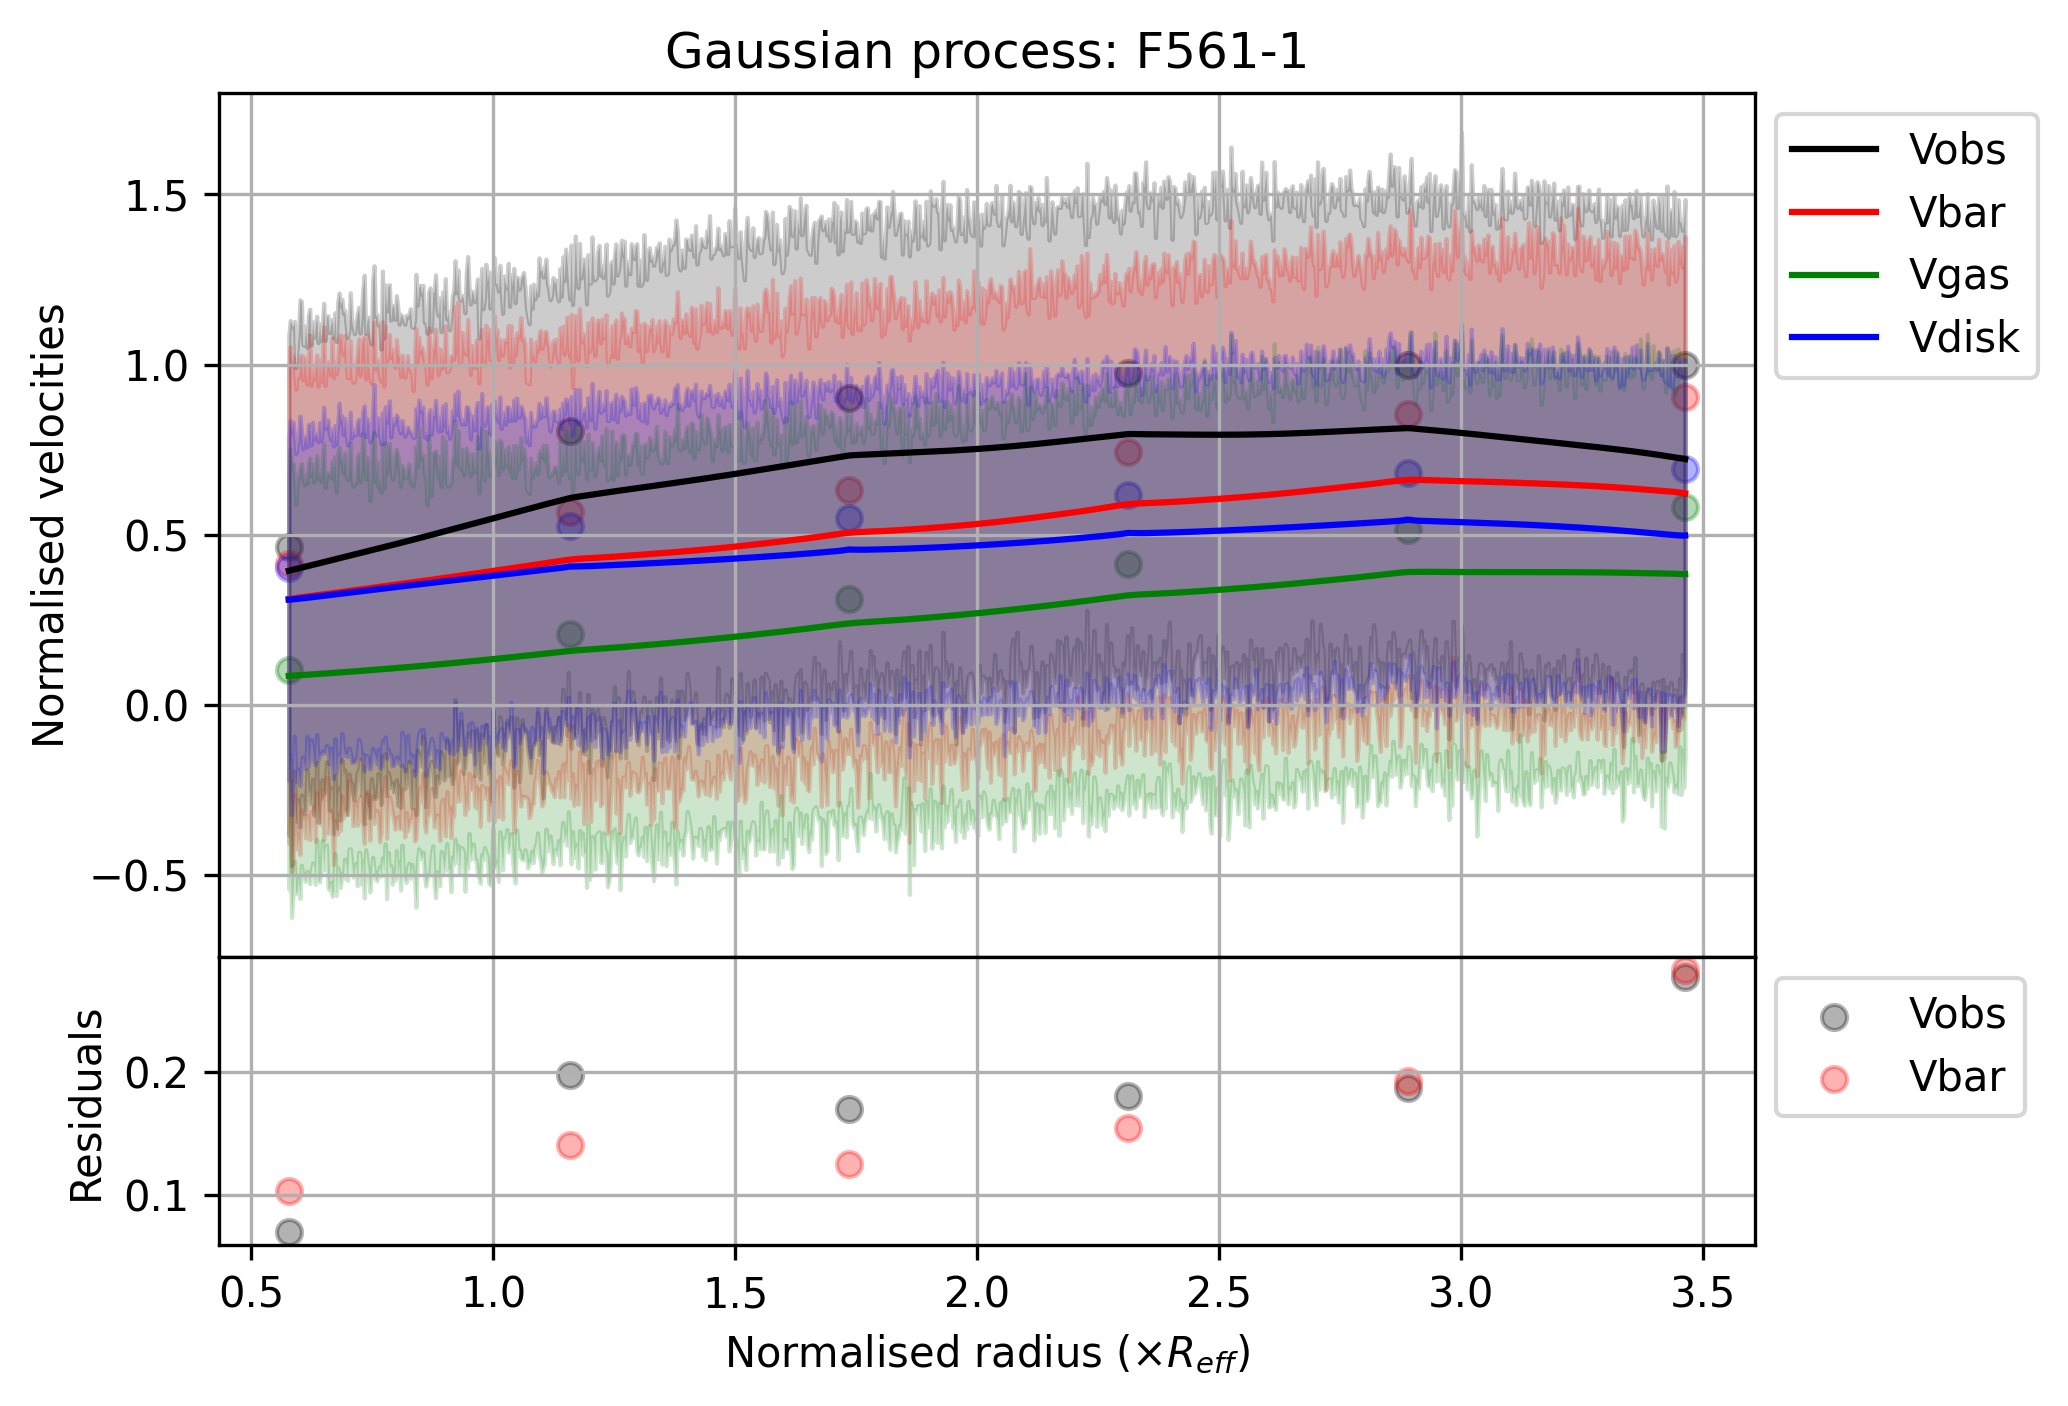 Gaussian process: F561-1
Normalised velocities
1.5
1.0
0.5
0.0
−0.5
Vobs
Vbar
Vgas
Vdisk
Residuals
0.2
0.1
Vobs
Vbar
0.5 1.0 1.5 2.0 2.5 3.0 3.5
Normalised radius (×R_eff)